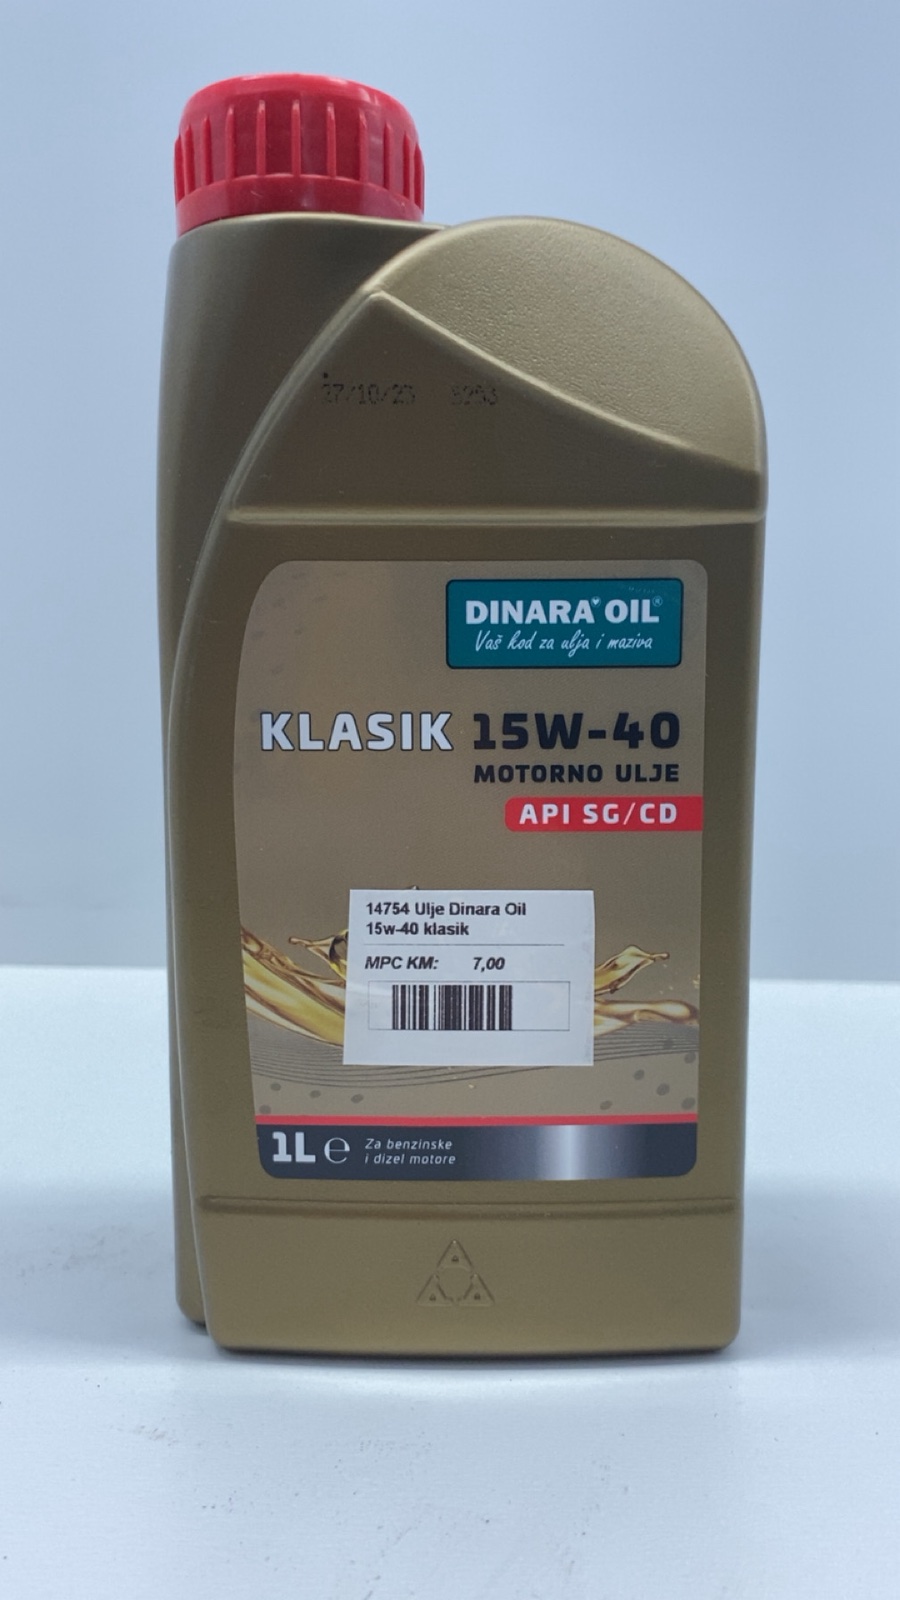 DINARA OIL®
Vaš kod za ulja i maziva
KLASIK 15W-40
MOTORNO ULJE
API SG/CD
14754 Ulje Dinara Oil
15w-40 klasik
MPC KM: 7,00
1L ℮ Za benzinske
i dizel motore